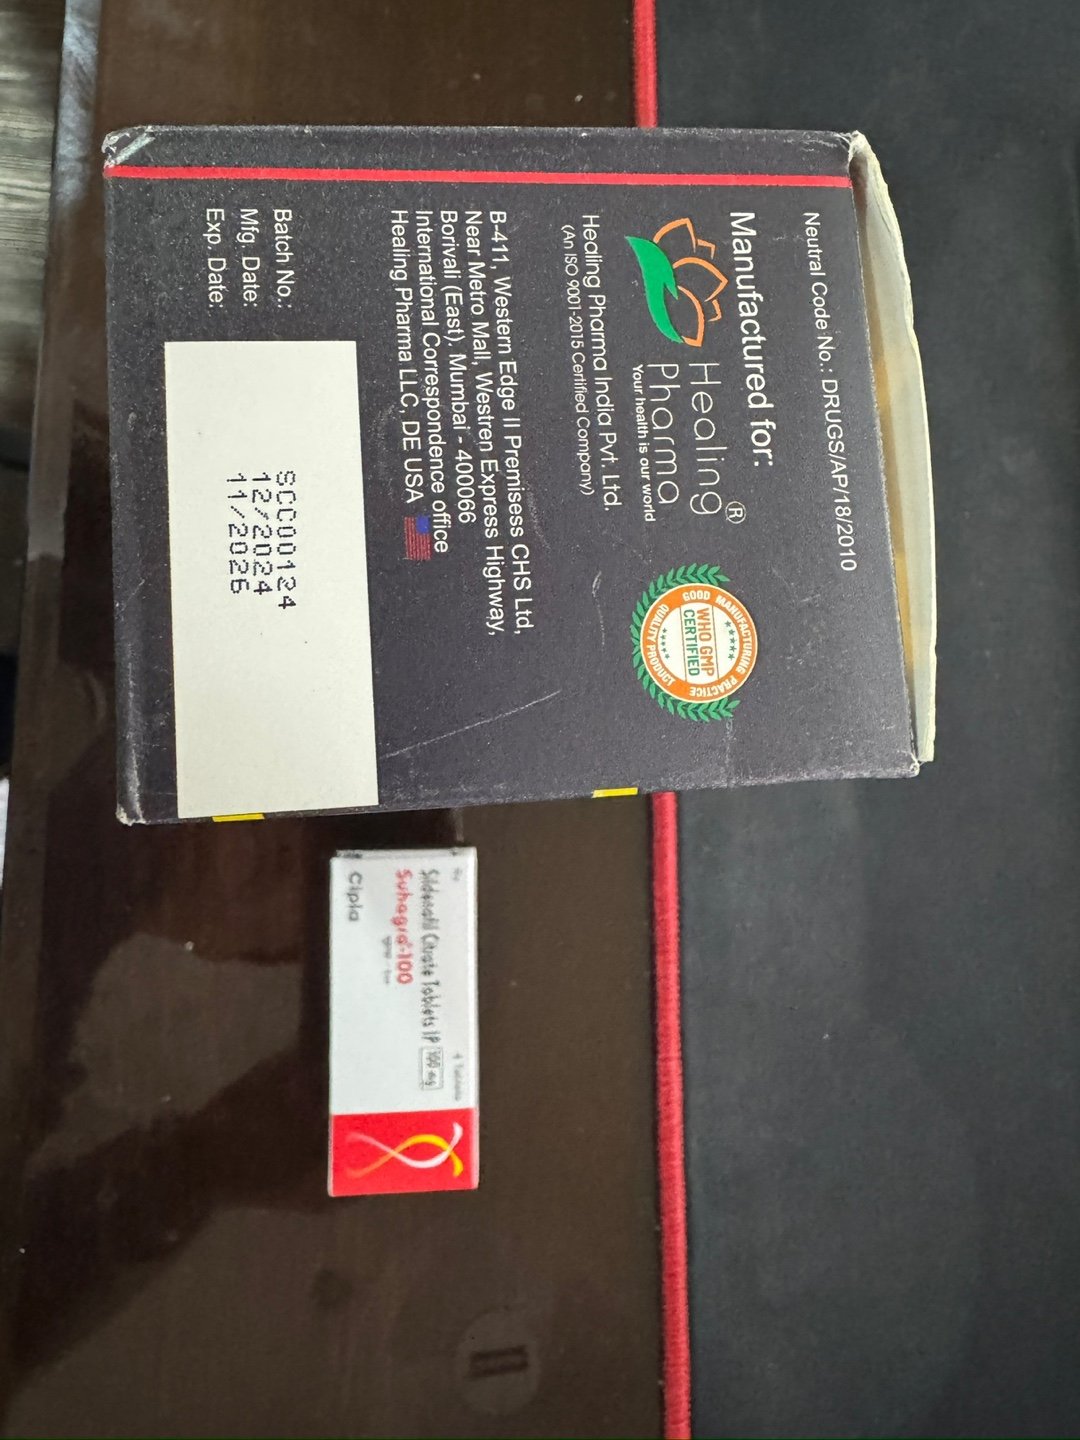 Neutral Code No.: DRUGS/AP/18/2010
Manufactured for:
Healing®
Pharma
Your health is our world
GOOD MANUFACTURING PRACTICE
WHO GMP
CERTIFIED
QUALITY PRODUCT
Healing Pharma India Pvt. Ltd.
(An ISO 9001-2015 Certified Company)
B-411, Western Edge II Premisess CHS Ltd,
Near Metro Mall, Westren Express Highway,
Borivali (East), Mumbai - 400066
International Correspondence office
Healing Pharma LLC, DE USA
Batch No.: SCC00124
Mfg. Date: 12/2024
Exp. Date: 11/2026
4 Tablets
Sildenafil Citrate Tablets IP 100 mg
Suhagra®-100
Cipla